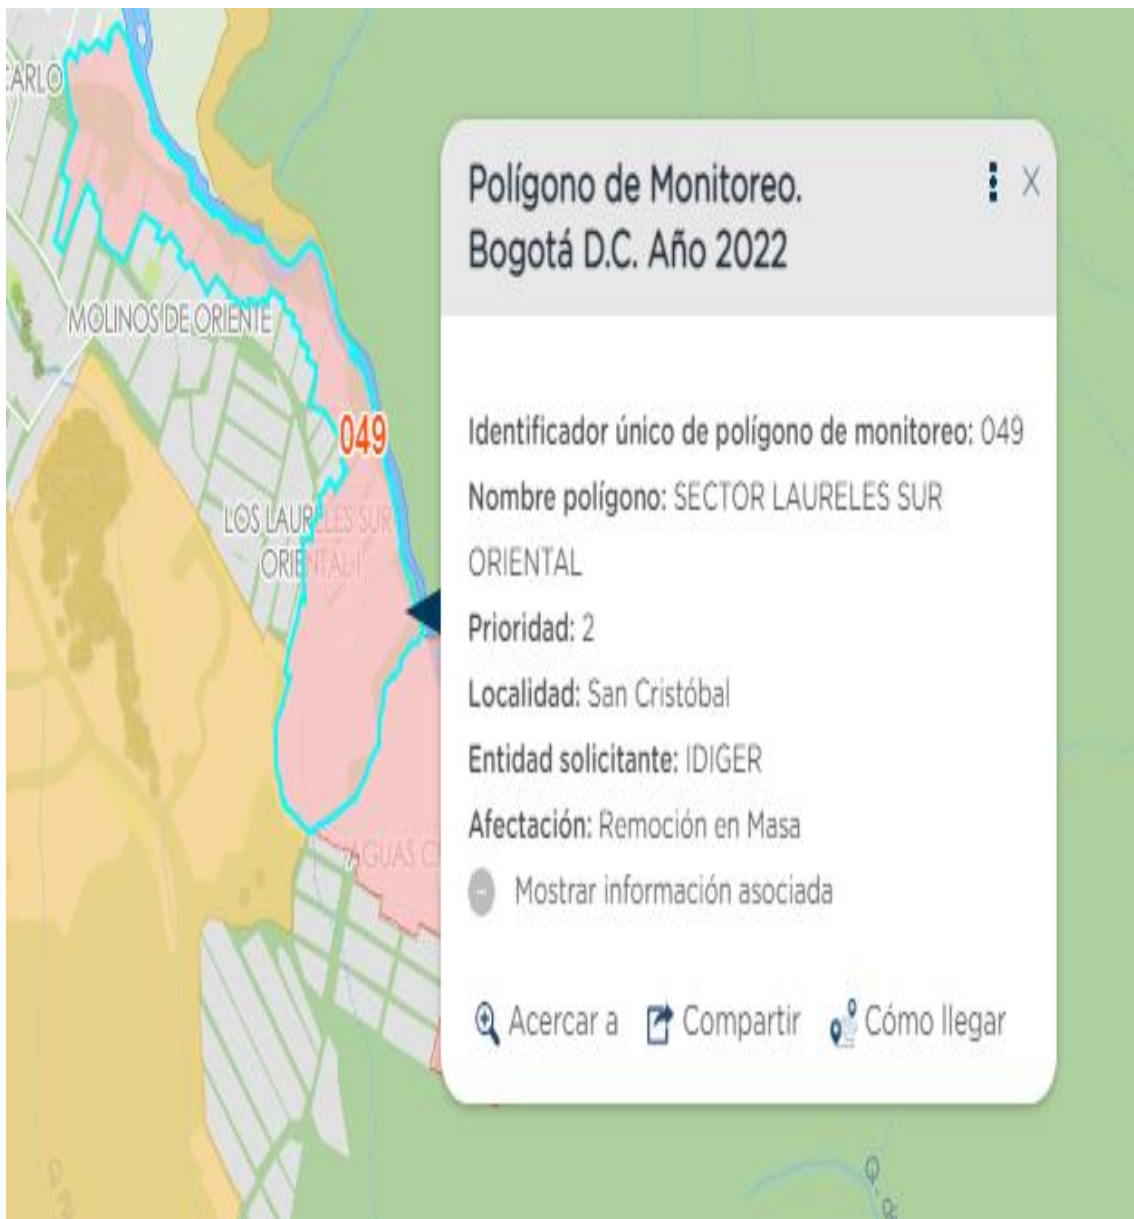 Polígono de Monitoreo.
Bogotá D.C. Año 2022
Identificador único de polígono de monitoreo: 049
Nombre polígono: SECTOR LAURELES SUR
ORIENTAL
Prioridad: 2
Localidad: San Cristóbal
Entidad solicitante: IDIGER
Afectación: Remoción en Masa
Mostrar información asociada
Acercar a
Compartir
Cómo llegar
CARLO
MOLINOS DE ORIENTE
049
LOS LAURELES SUR
ORIENTAL I
AGUAS C